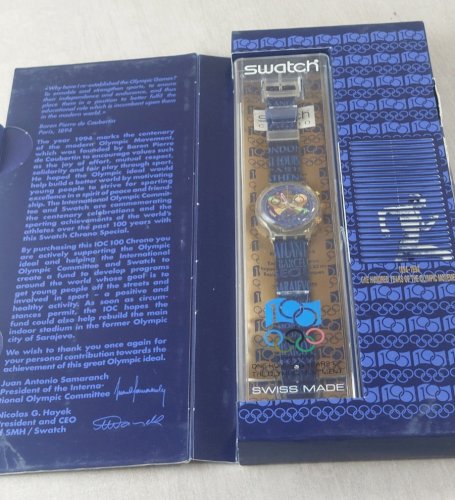 «Why have I re-established the Olympic Games?
To ennoble and strengthen sports, to ensure
their independence and endurance, and thus
place them in a position to better fulfil the
educational role which is incumbent upon them
in the modern world.»
Baron Pierre de Coubertin
Paris, 1894
The year 1994 marks the centenary
of the modern Olympic Movement,
which was founded by Baron Pierre
de Coubertin to encourage values such
as the joy of effort, mutual respect,
solidarity and fair play through sport.
He hoped the Olympic ideal would
help build a better world by motivating
young people to strive for sporting
excellence in a spirit of peace and friend-
ship. The International Olympic Commit-
tee and Swatch are commemorating
the centenary celebrations and the
sporting achievements of the world's
athletes over the past 100 years with
this Swatch Chrono Special.
By purchasing this IOC 100 Chrono you
are actively supporting the Olympic
ideal and helping the International
Olympic Committee and Swatch to
create a fund to develop programs
around the world whose goal is to
get young people off the streets and
involved in sport – a positive and
healthy activity. As soon as circum-
stances permit, the IOC hopes the
fund could also help rebuild the main
indoor stadium in the former Olympic
city of Sarajevo.
We wish to thank you once again for
your personal contribution towards the
achievement of this great Olympic ideal.
Juan Antonio Samaranch
President of the Interna-
tional Olympic Committee
Nicolas G. Hayek
President and CEO
SMH / Swatch
swatch
LONDON
ATHENS
100
SWISS MADE
1894-1994
ONE HUNDRED YEARS OF THE OLYMPIC MOVEMENT